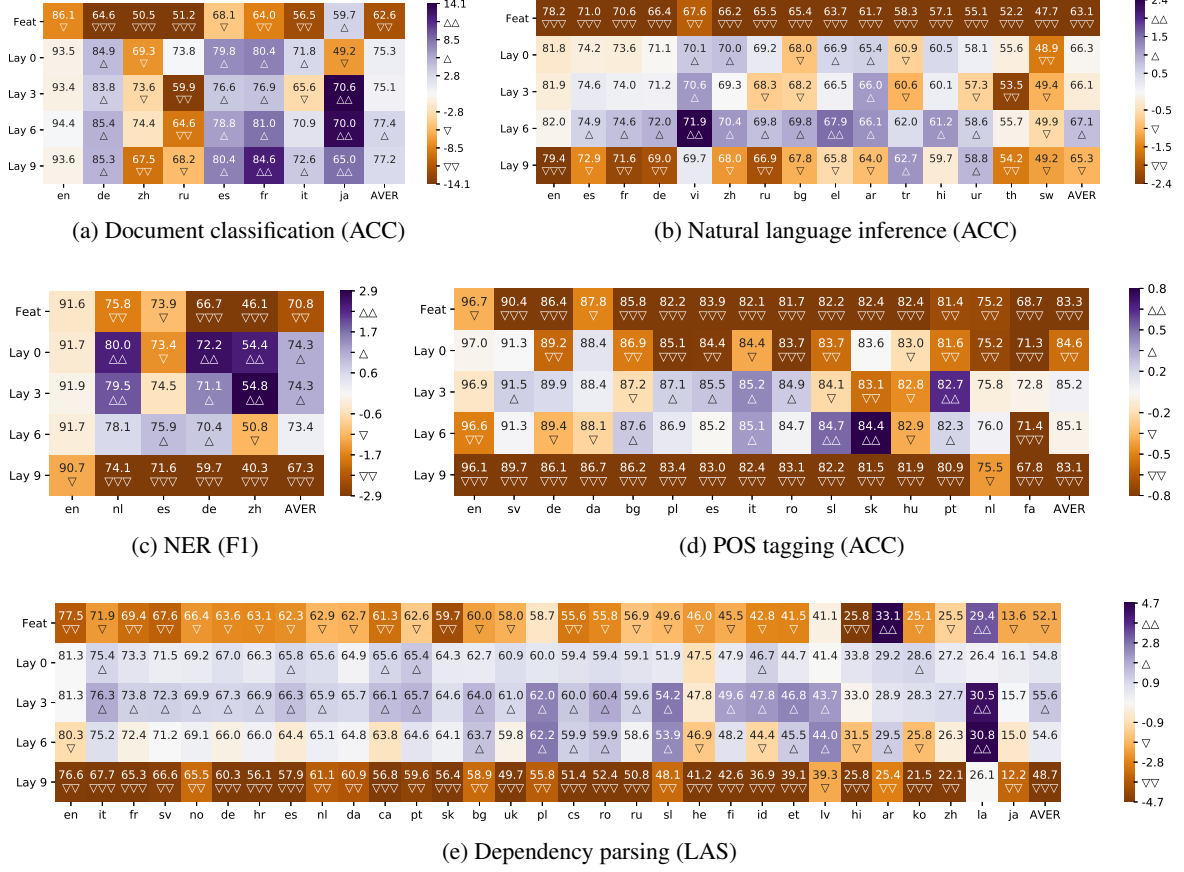 Feat 86.1 64.6 50.5 51.2 68.1 64.0 56.5 59.7 62.6
Lay 0 93.5 84.9 69.3 73.8 79.8 80.4 71.8 49.2 75.3
Lay 3 93.4 83.8 73.6 59.9 76.6 76.9 65.6 70.6 75.1
Lay 6 94.4 85.4 74.4 64.6 78.8 81.0 70.9 70.0 77.4
Lay 9 93.6 85.3 67.5 68.2 80.4 84.6 72.6 65.0 77.2
en de zh ru es fr it ja AVER
14.1
8.5
2.8
-2.8
-8.5
-14.1
(a) Document classification (ACC)
Feat 78.2 71.0 70.6 66.4 67.6 66.2 65.2 65.4 63.7 61.7 58.3 57.1 55.1 52.2 47.7 63.1
Lay 0 81.8 74.2 73.6 71.1 70.1 70.0 69.2 68.0 66.9 65.4 60.9 60.5 58.1 55.6 48.9 66.3
Lay 3 81.9 74.6 74.0 71.2 70.6 69.3 68.3 68.2 66.5 66.0 60.6 60.1 57.3 53.5 49.4 66.1
Lay 6 82.0 74.9 74.6 72.0 71.9 70.4 69.8 69.8 67.9 66.1 62.0 61.2 58.6 55.7 49.9 67.1
Lay 9 79.4 72.9 71.6 69.0 69.7 68.0 66.9 67.8 65.8 64.0 62.7 59.7 58.8 54.2 49.2 65.3
en es fr de vi zh ru bg el ar tr hi ur th sw AVER
2.4
1.5
0.5
-0.5
-1.5
-2.4
(b) Natural language inference (ACC)
Feat 91.6 75.8 73.9 66.7 46.1 70.8
Lay 0 91.7 80.0 73.4 72.2 54.4 74.3
Lay 3 91.9 79.5 74.5 71.1 54.8 74.3
Lay 6 91.7 78.1 75.9 70.4 50.8 73.4
Lay 9 90.7 74.1 71.6 59.7 40.3 67.3
en nl es de zh AVER
2.9
1.7
0.6
-0.6
-1.7
-2.9
(c) NER (F1)
Feat 96.7 90.4 86.4 87.8 85.8 82.2 83.9 82.1 81.7 82.2 82.4 82.4 81.4 75.2 68.7 83.3
Lay 0 97.0 91.3 89.2 88.4 86.9 85.1 84.4 84.4 83.7 83.7 83.6 83.0 81.6 75.2 71.3 84.6
Lay 3 96.9 91.5 89.9 88.4 87.2 87.1 85.5 85.2 84.9 84.1 83.1 82.8 82.7 75.8 72.8 85.2
Lay 6 96.6 91.3 89.4 88.1 87.6 86.9 85.2 85.1 84.7 84.7 84.4 82.9 82.3 76.0 71.4 85.1
Lay 9 96.1 89.7 86.1 86.7 86.2 83.4 83.0 82.4 83.1 82.2 81.5 81.9 80.9 75.5 67.8 83.1
en sv de da bg pl es it ro sl sk hu pt nl fa AVER
0.8
0.5
0.2
-0.2
-0.5
-0.8
(d) POS tagging (ACC)
Feat 77.5 71.9 69.4 67.6 66.4 63.6 63.1 62.3 62.9 62.7 61.3 62.6 59.7 60.0 58.0 58.7 55.6 55.8 56.9 49.6 46.0 45.5 42.8 41.5 41.1 25.8 33.1 25.1 25.5 29.4 13.6 52.1
Lay 0 81.3 75.4 73.3 71.5 69.2 67.0 66.3 65.8 65.6 64.9 65.6 65.4 64.3 62.7 60.9 60.0 59.4 59.4 59.1 51.9 47.5 47.9 46.7 44.7 41.4 33.8 29.2 28.6 27.2 26.4 16.1 54.8
Lay 3 81.3 76.3 73.8 72.3 69.9 67.3 66.9 66.3 65.9 65.7 66.1 65.7 64.6 64.0 61.0 62.0 60.0 60.4 59.6 54.2 47.8 49.6 47.8 46.8 43.7 33.0 28.9 28.3 27.7 30.5 15.7 55.6
Lay 6 80.3 75.2 72.4 71.2 69.1 66.0 66.0 64.4 65.1 64.8 63.8 64.6 64.1 63.7 59.8 62.2 59.9 59.9 58.6 53.9 46.9 48.2 44.4 45.5 44.0 31.5 29.5 25.8 26.3 30.8 15.0 54.6
Lay 9 76.6 67.7 65.3 66.6 65.5 60.3 56.1 57.9 61.1 60.9 56.8 59.6 56.4 58.9 49.7 55.8 51.4 52.4 50.8 48.1 41.2 42.6 36.9 39.1 39.3 25.8 25.4 21.5 22.1 26.1 12.2 48.7
en it fr sv no de hr es nl da ca pt sk bg uk pl cs ro ru sl he fi id et lv hi ar ko zh la ja AVER
4.7
2.8
0.9
-0.9
-2.8
-4.7
(e) Dependency parsing (LAS)